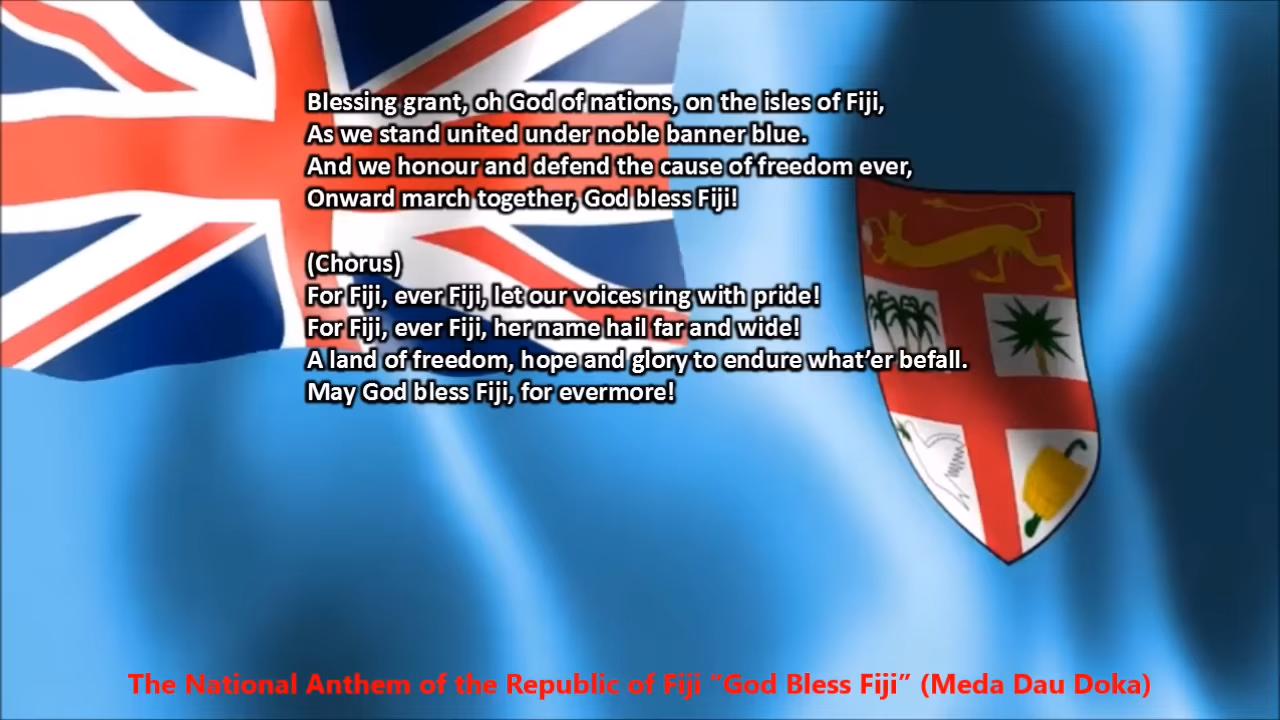 Blessing grant, oh God of nations, on the isles of Fiji,
As we stand united under noble banner blue.
And we honour and defend the cause of freedom ever,
Onward march together, God bless Fiji!
(Chorus)
For Fiji, ever Fiji, let our voices ring with pride!
For Fiji, ever Fiji, her name hail far and wide!
A land of freedom, hope and glory to endure what’er befall.
May God bless Fiji, for evermore!
The National Anthem of the Republic of Fiji “God Bless Fiji” (Meda Dau Doka)